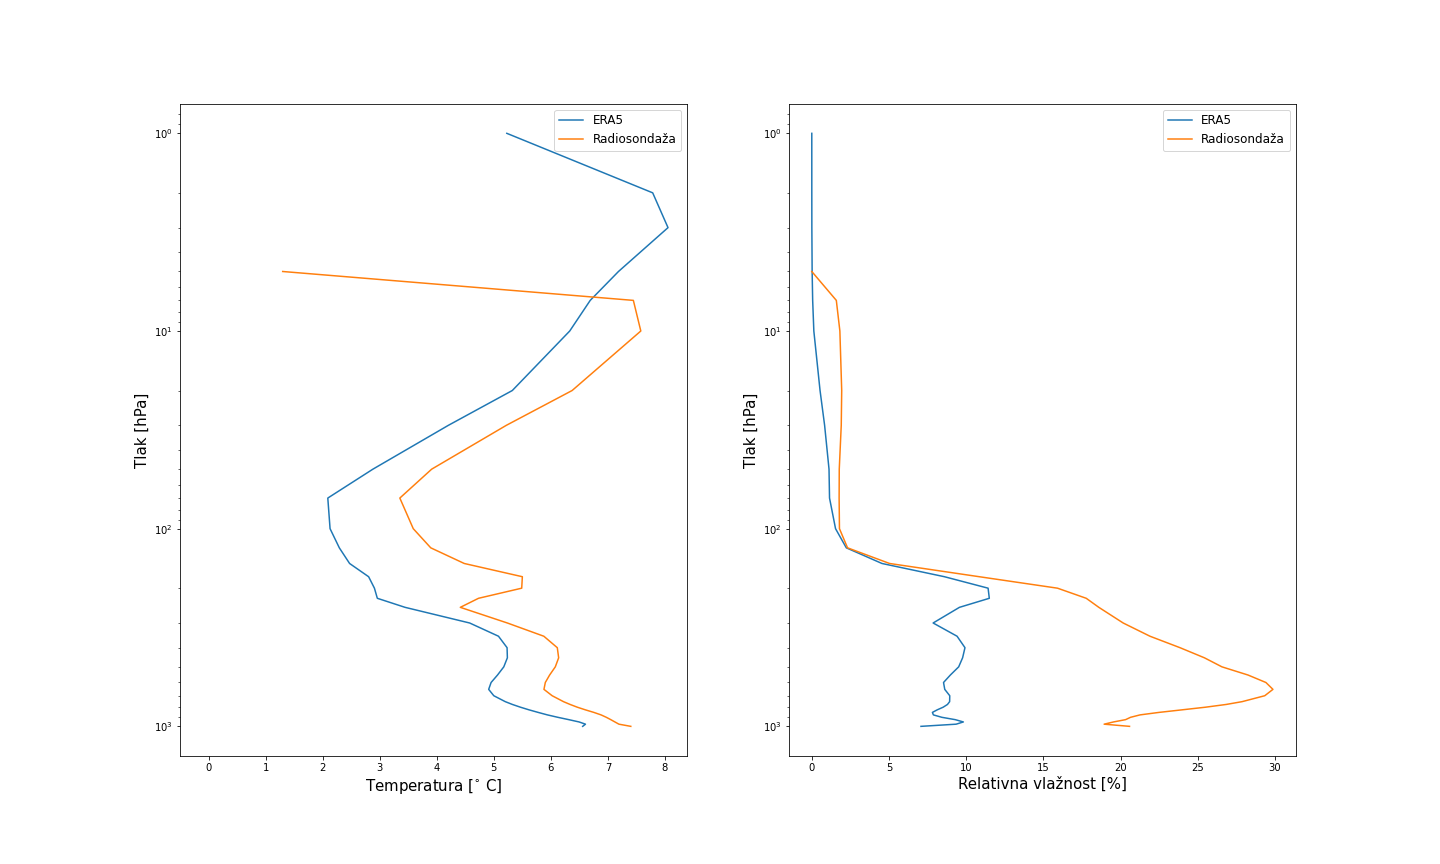 ERA5
Radiosondaža
10⁰
10¹
10²
10³
Tlak [hPa]
0 1 2 3 4 5 6 7 8
Temperatura [° C]
ERA5
Radiosondaža
10⁰
10¹
10²
10³
Tlak [hPa]
0 5 10 15 20 25 30
Relativna vlažnost [%]